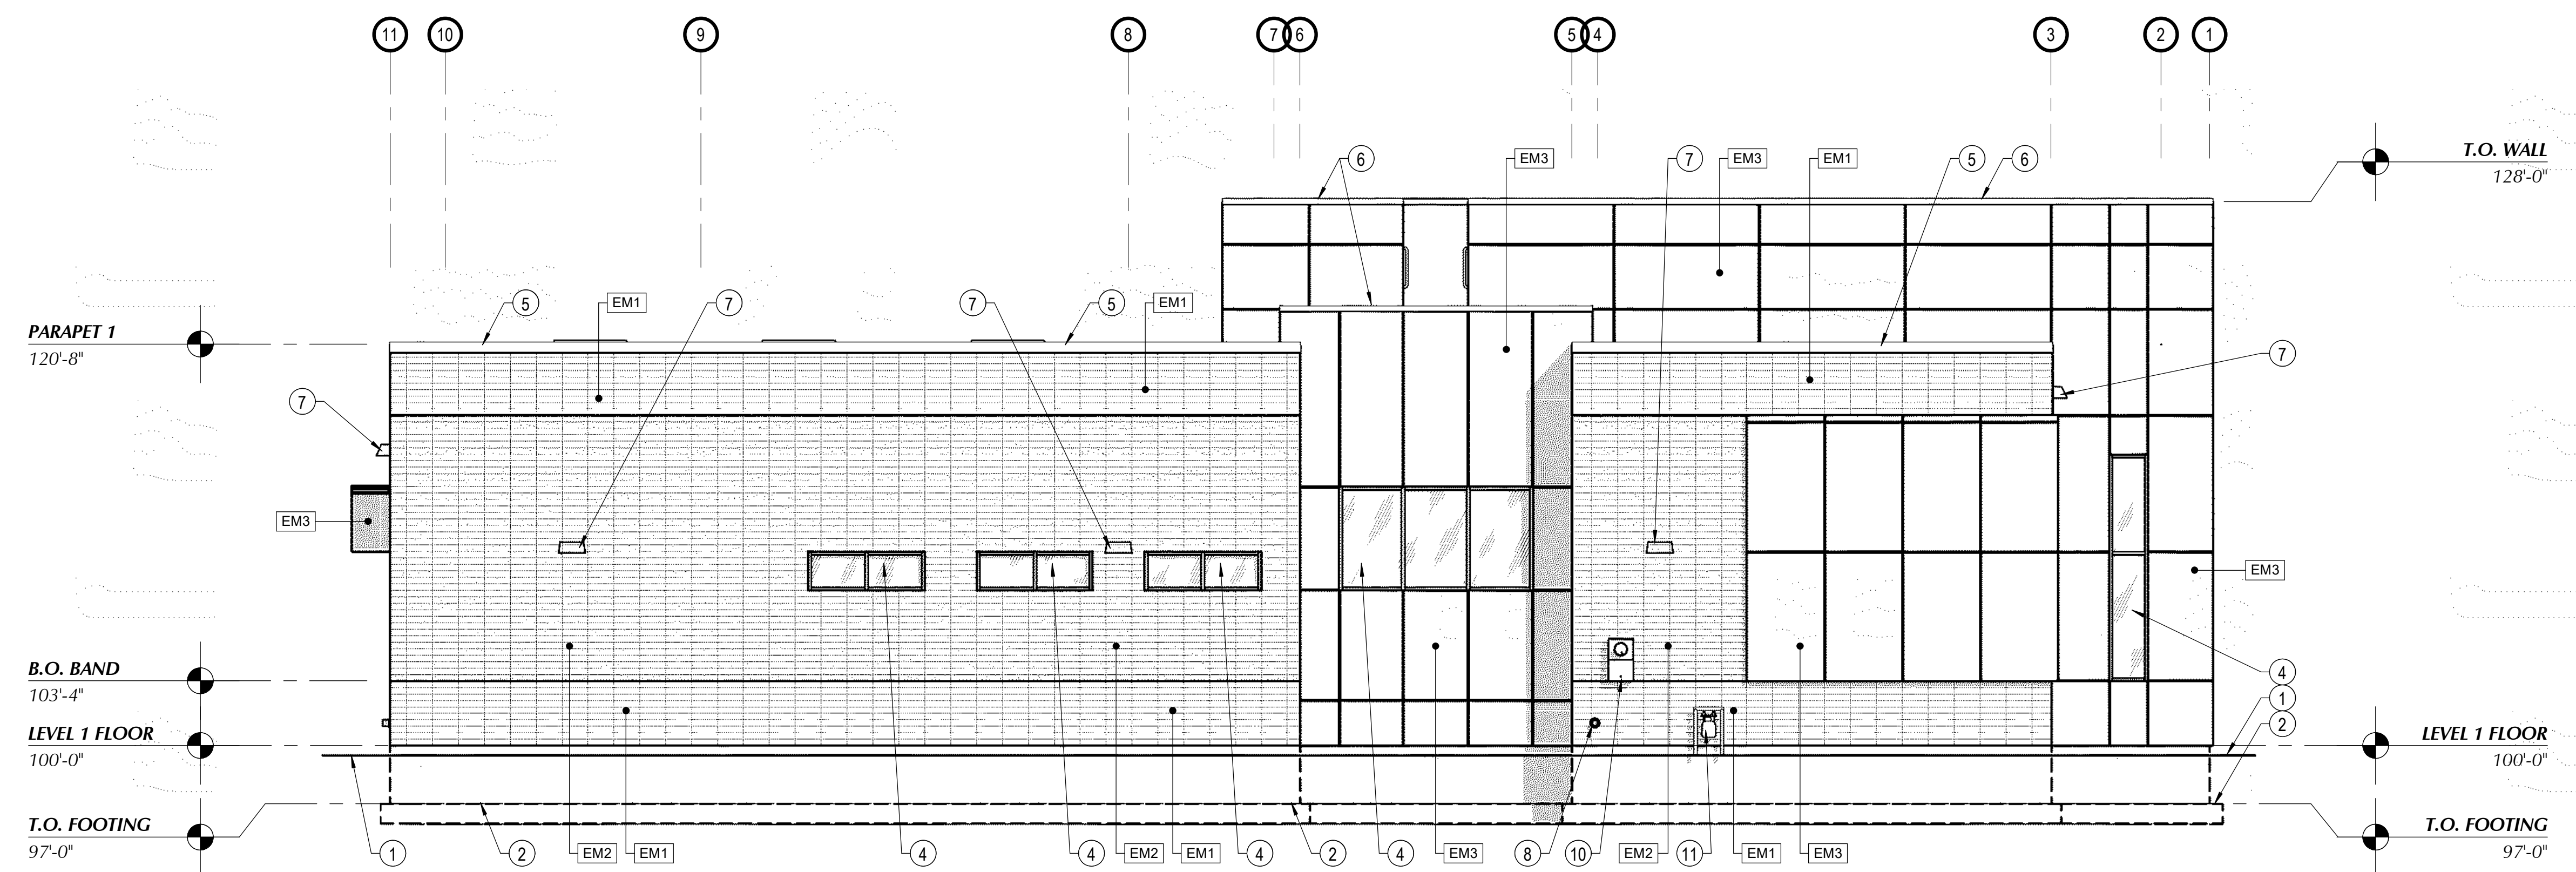 11 10 9 8 7 6 5 4 3 2 1
6 EM3 7 EM3 EM1 5 6
T.O. WALL
128'-0"
5 EM1 7 7 5 EM1
PARAPET 1
120'-8"
7
7
EM3
EM3
B.O. BAND
103'-4"
4
1
2
LEVEL 1 FLOOR
100'-0"
LEVEL 1 FLOOR
100'-0"
T.O. FOOTING
97'-0"
1 2 EM2 EM1 4 4 EM2 EM1 4 2 4 EM3 8 10 EM2 11 EM1 EM3
T.O. FOOTING
97'-0"